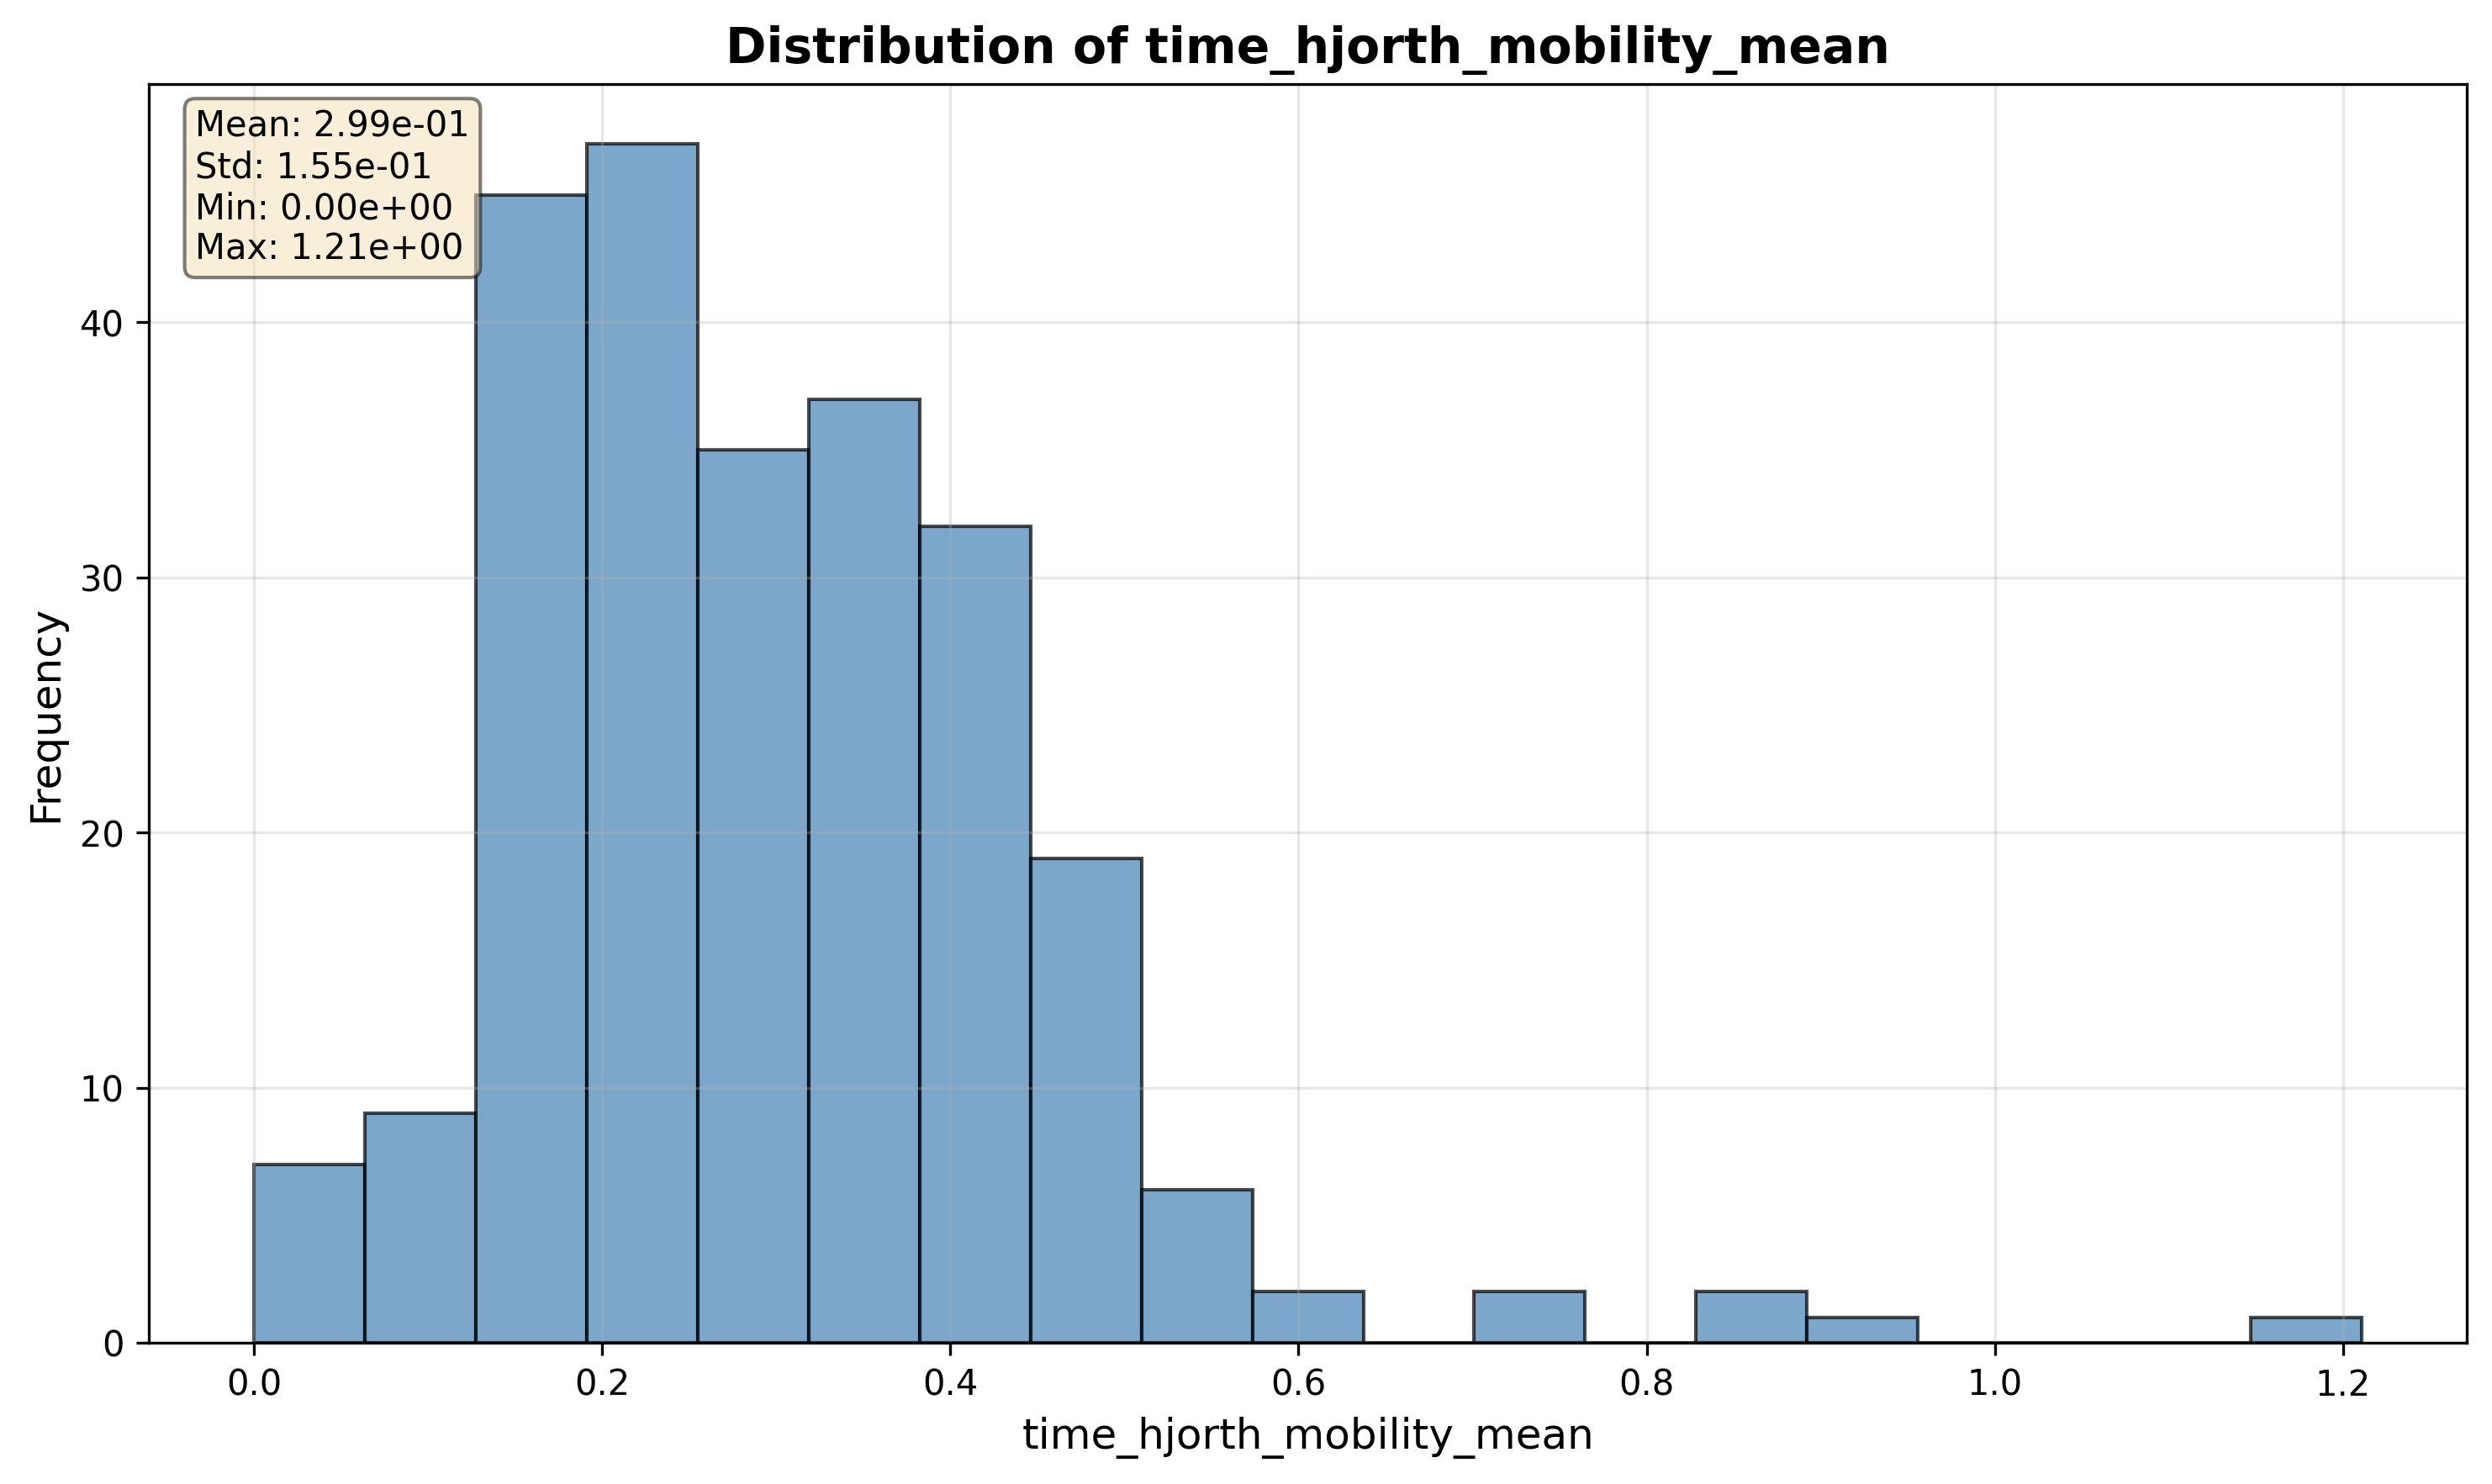 Distribution of time_hjorth_mobility_mean
Mean: 2.99e-01
Std: 1.55e-01
Min: 0.00e+00
Max: 1.21e+00
40
30
20
10
0
Frequency
0.0 0.2 0.4 0.6 0.8 1.0 1.2
time_hjorth_mobility_mean